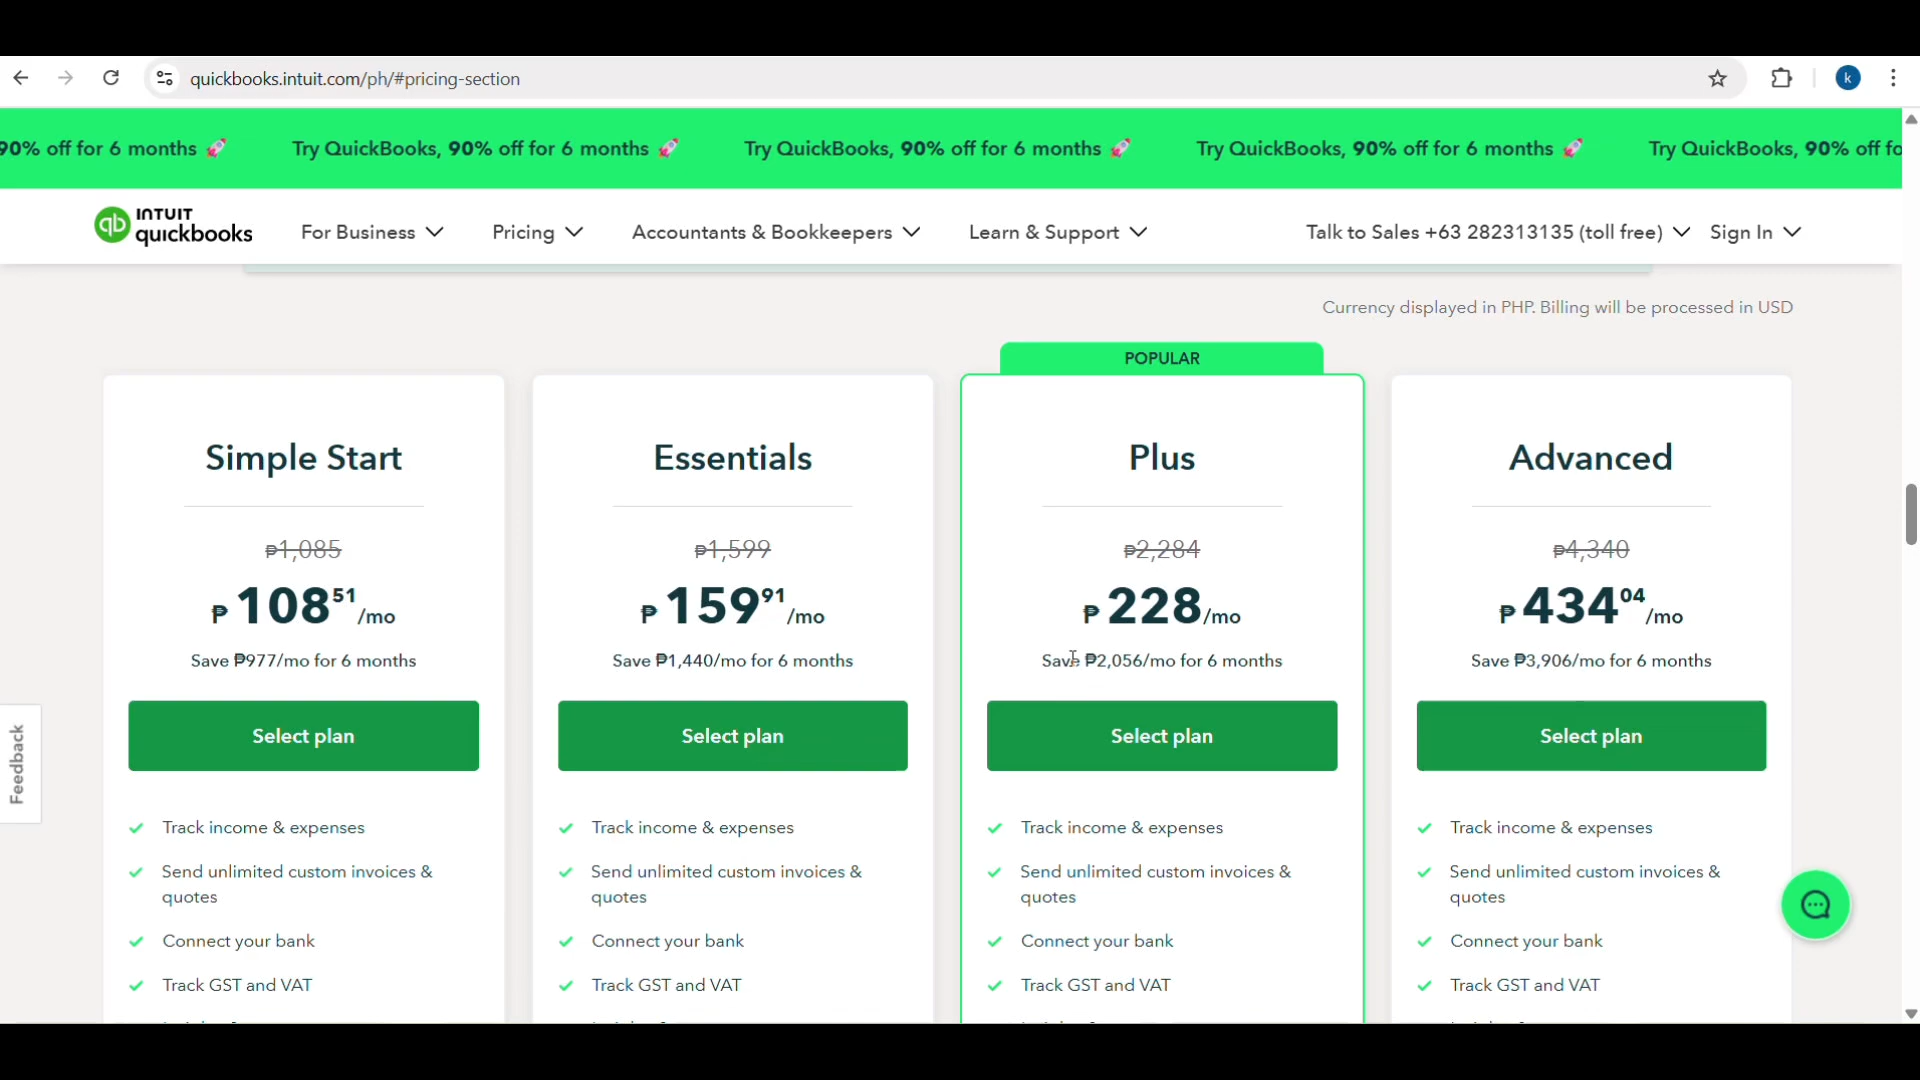 quickbooks.intuit.com/ph/#pricing-section
k
90% off for 6 months 🚀 Try QuickBooks, 90% off for 6 months 🚀 Try QuickBooks, 90% off for 6 months 🚀 Try QuickBooks, 90% off for 6 months 🚀 Try QuickBooks, 90% off fo
qb INTUIT quickbooks
For Business Pricing Accountants & Bookkeepers Learn & Support Talk to Sales +63 282313135 (toll free) Sign In
Currency displayed in PHP. Billing will be processed in USD
POPULAR
Simple Start
₱1,085
₱108⁵¹/mo
Save ₱977/mo for 6 months
Select plan
Track income & expenses
Send unlimited custom invoices &
quotes
Connect your bank
Track GST and VAT
Essentials
₱1,599
₱159⁹¹/mo
Save ₱1,440/mo for 6 months
Select plan
Track income & expenses
Send unlimited custom invoices &
quotes
Connect your bank
Track GST and VAT
Plus
₱2,284
₱228/mo
Save ₱2,056/mo for 6 months
Select plan
Track income & expenses
Send unlimited custom invoices &
quotes
Connect your bank
Track GST and VAT
Advanced
₱4,340
₱434⁰⁴/mo
Save ₱3,906/mo for 6 months
Select plan
Track income & expenses
Send unlimited custom invoices &
quotes
Connect your bank
Track GST and VAT
Feedback